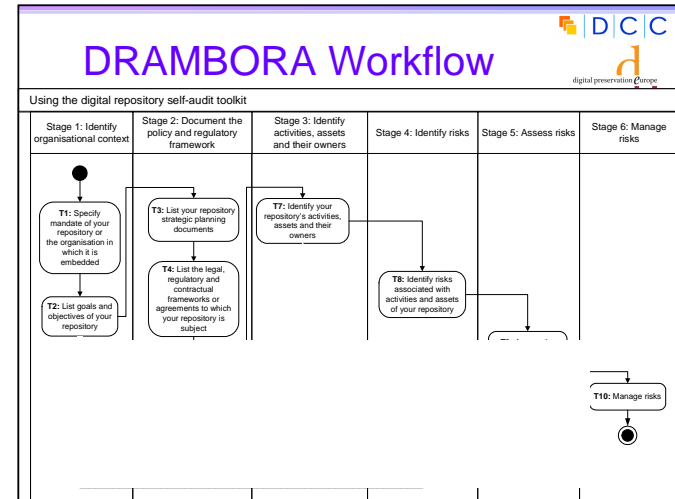 D|C|C
DRAMBORA Workflow
digital preservation europe
Using the digital repository self-audit toolkit
Stage 1: Identify
organisational context
Stage 2: Document the
policy and regulatory
framework
Stage 3: Identify
activities, assets
and their owners
Stage 4: Identify risks
Stage 5: Assess risks
Stage 6: Manage
risks
T1: Specify
mandate of your
repository or
the organisation in
which it is
embedded
T2: List goals and
objectives of your
repository
T3: List your repository
strategic planning
documents
T4: List the legal,
regulatory and
contractual
frameworks or
agreements to which
your repository is
subject
T7: Identify your
repository's activities,
assets and their
owners
T8: Identify risks
associated with
activities and assets
of your repository
T10: Manage risks